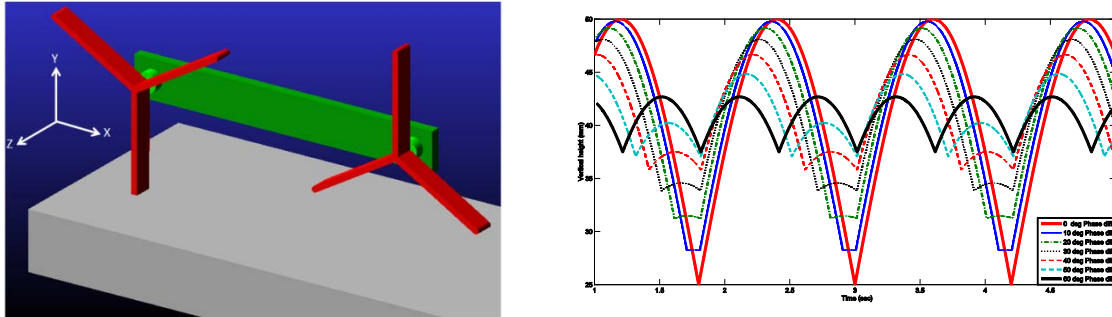 Y
X
Z
Vertical height (mm)
50
45
40
35
30
25
1
1.5
2
2.5
3
3.5
4
4.5
Time (sec)
0 deg Phase diff
10 deg Phase diff
20 deg Phase diff
30 deg Phase diff
40 deg Phase diff
50 deg Phase diff
60 deg Phase diff